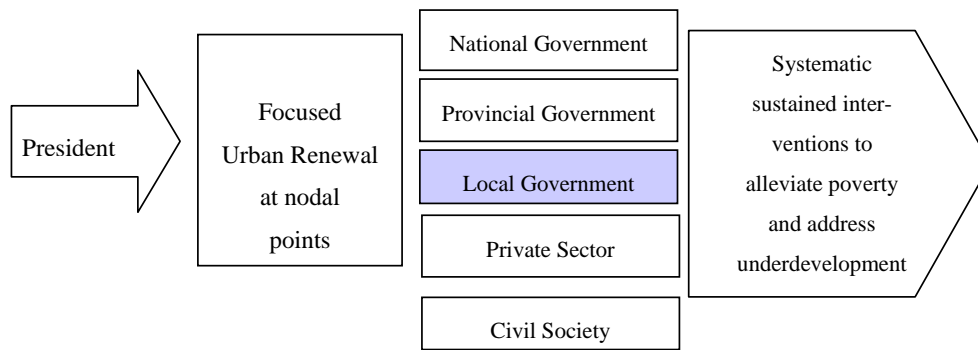 President
Focused
Urban Renewal
at nodal
points
National Government
Provincial Government
Local Government
Private Sector
Civil Society
Systematic
sustained inter-
ventions to
alleviate poverty
and address
underdevelopment